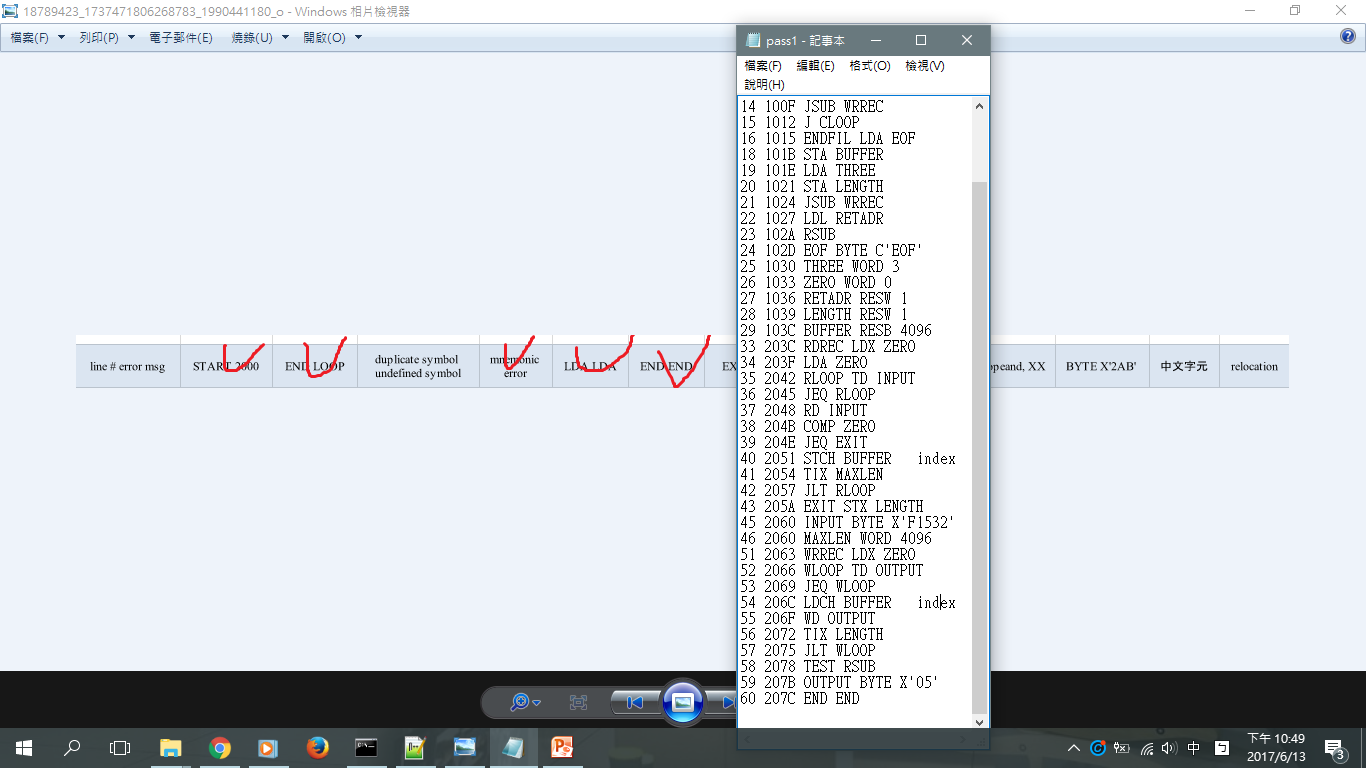 18789423_1737471806268783_1990441180_o - Windows 相片檢視器
檔案(F) 列印(P) 電子郵件(E) 燒錄(U) 開啟(O)
pass1 - 記事本
檔案(F) 編輯(E) 格式(O) 檢視(V)
說明(H)
14 100F JSUB WRREC
15 1012 J CLOOP
16 1015 ENDFIL LDA EOF
18 101B STA BUFFER
19 101E LDA THREE
20 1021 STA LENGTH
21 1024 JSUB WRREC
22 1027 LDL RETADR
23 102A RSUB
24 102D EOF BYTE C'EOF'
25 1030 THREE WORD 3
26 1033 ZERO WORD 0
27 1036 RETADR RESW 1
28 1039 LENGTH RESW 1
29 103C BUFFER RESB 4096
33 203C RDREC LDX ZERO
34 203F LDA ZERO
35 2042 RLOOP TD INPUT
36 2045 JEQ RLOOP
37 2048 RD INPUT
38 204B COMP ZERO
39 204E JEQ EXIT
40 2051 STCH BUFFER index
41 2054 TIX MAXLEN
42 2057 JLT RLOOP
43 205A EXIT STX LENGTH
45 2060 INPUT BYTE X'F1532'
46 2060 MAXLEN WORD 4096
51 2063 WRREC LDX ZERO
52 2066 WLOOP TD OUTPUT
53 2069 JEQ WLOOP
54 206C LDCH BUFFER index
55 206F WD OUTPUT
56 2072 TIX LENGTH
57 2075 JLT WLOOP
58 2078 TEST RSUB
59 207B OUTPUT BYTE X'05'
60 207C END END
line # error msg
START 2000
END LOOP
duplicate symbol
undefined symbol
mnemonic
error
LDA LDA
END END
EX
opeand, XX
BYTE X'2AB'
中文字元
relocation
中
下午 10:49
2017/6/13
3